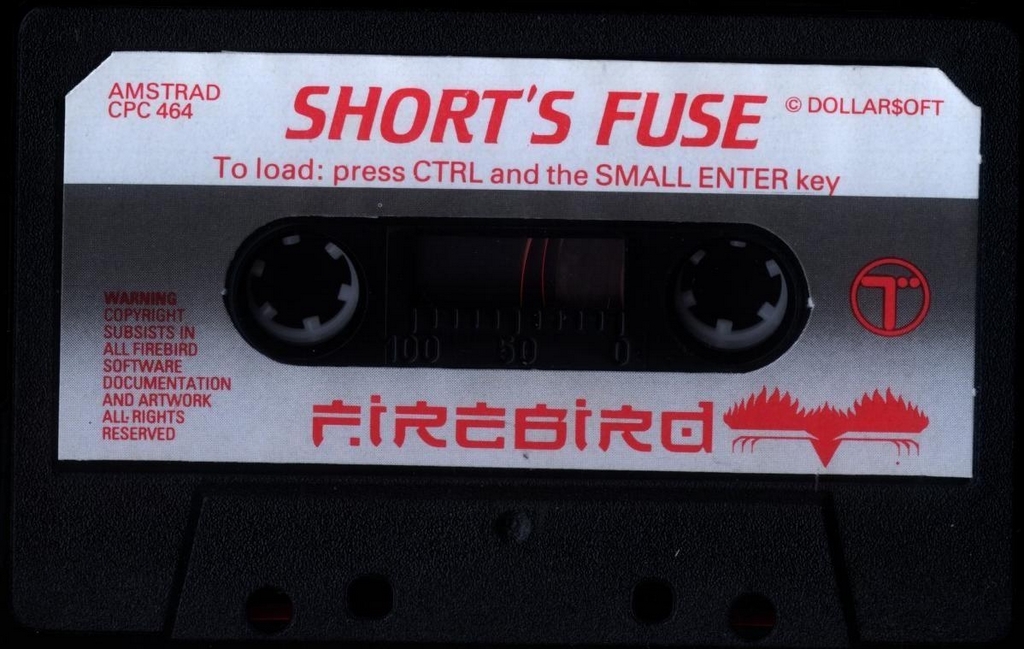 AMSTRAD
CPC 464
SHORT'S FUSE
© DOLLAR$OFT
To load: press CTRL and the SMALL ENTER key
WARNING
COPYRIGHT
SUBSISTS IN
ALL FIREBIRD
SOFTWARE
DOCUMENTATION
AND ARTWORK
ALL RIGHTS
RESERVED
100 50 0
FIREBIRD